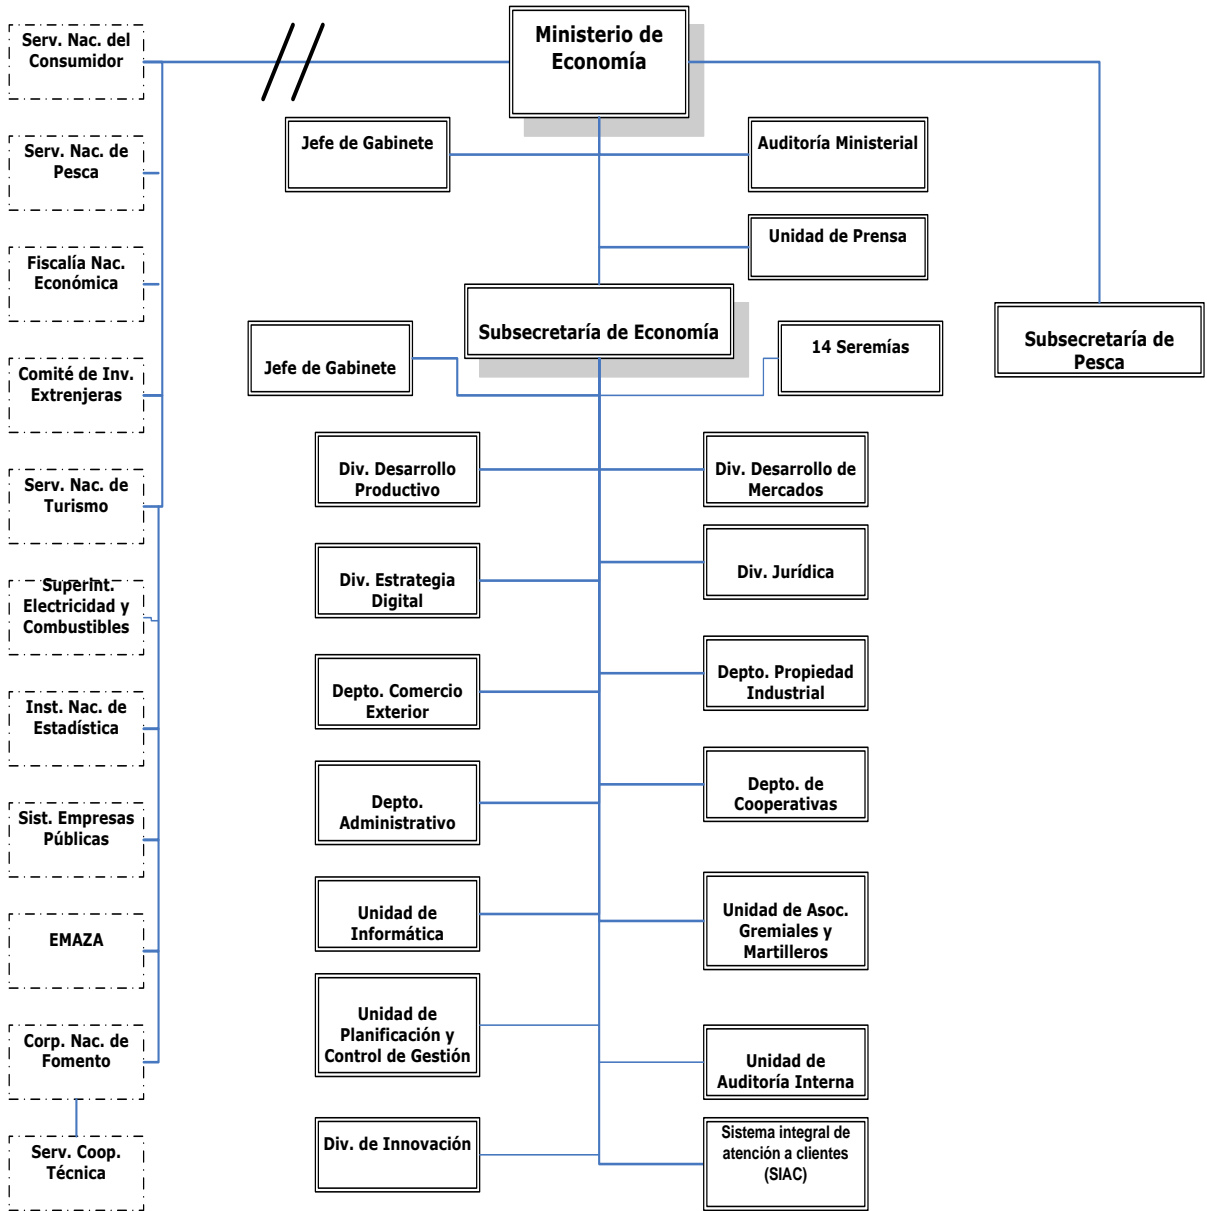 Ministerio de
Economía
Serv. Nac. del
Consumidor
Serv. Nac. de
Pesca
Fiscalía Nac.
Económica
Comité de Inv.
Extrenjeras
Serv. Nac. de
Turismo
Superint.
Electricidad y
Combustibles
Inst. Nac. de
Estadística
Sist. Empresas
Públicas
EMAZA
Corp. Nac. de
Fomento
Serv. Coop.
Técnica
Jefe de Gabinete
Auditoría Ministerial
Unidad de Prensa
Subsecretaría de Economía
Subsecretaría de
Pesca
Jefe de Gabinete
14 Seremías
Div. Desarrollo
Productivo
Div. Desarrollo de
Mercados
Div. Estrategia
Digital
Div. Jurídica
Depto. Comercio
Exterior
Depto. Propiedad
Industrial
Depto.
Administrativo
Depto. de
Cooperativas
Unidad de
Informática
Unidad de Asoc.
Gremiales y
Martilleros
Unidad de
Planificación y
Control de Gestión
Unidad de
Auditoría Interna
Div. de Innovación
Sistema integral de
atención a clientes
(SIAC)